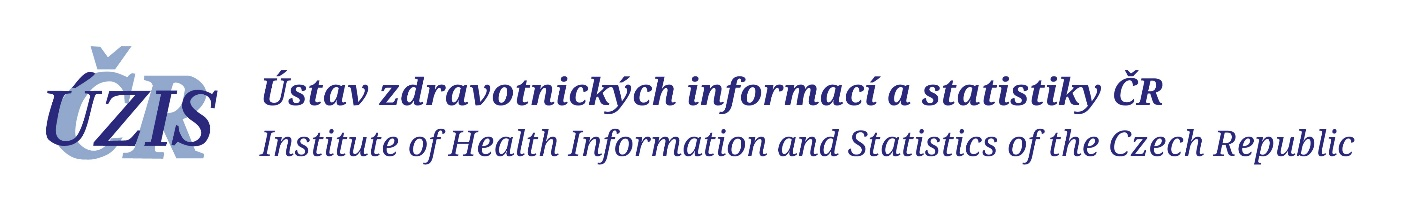 ÚZIS ČR
Ústav zdravotnických informací a statistiky ČR
Institute of Health Information and Statistics of the Czech Republic